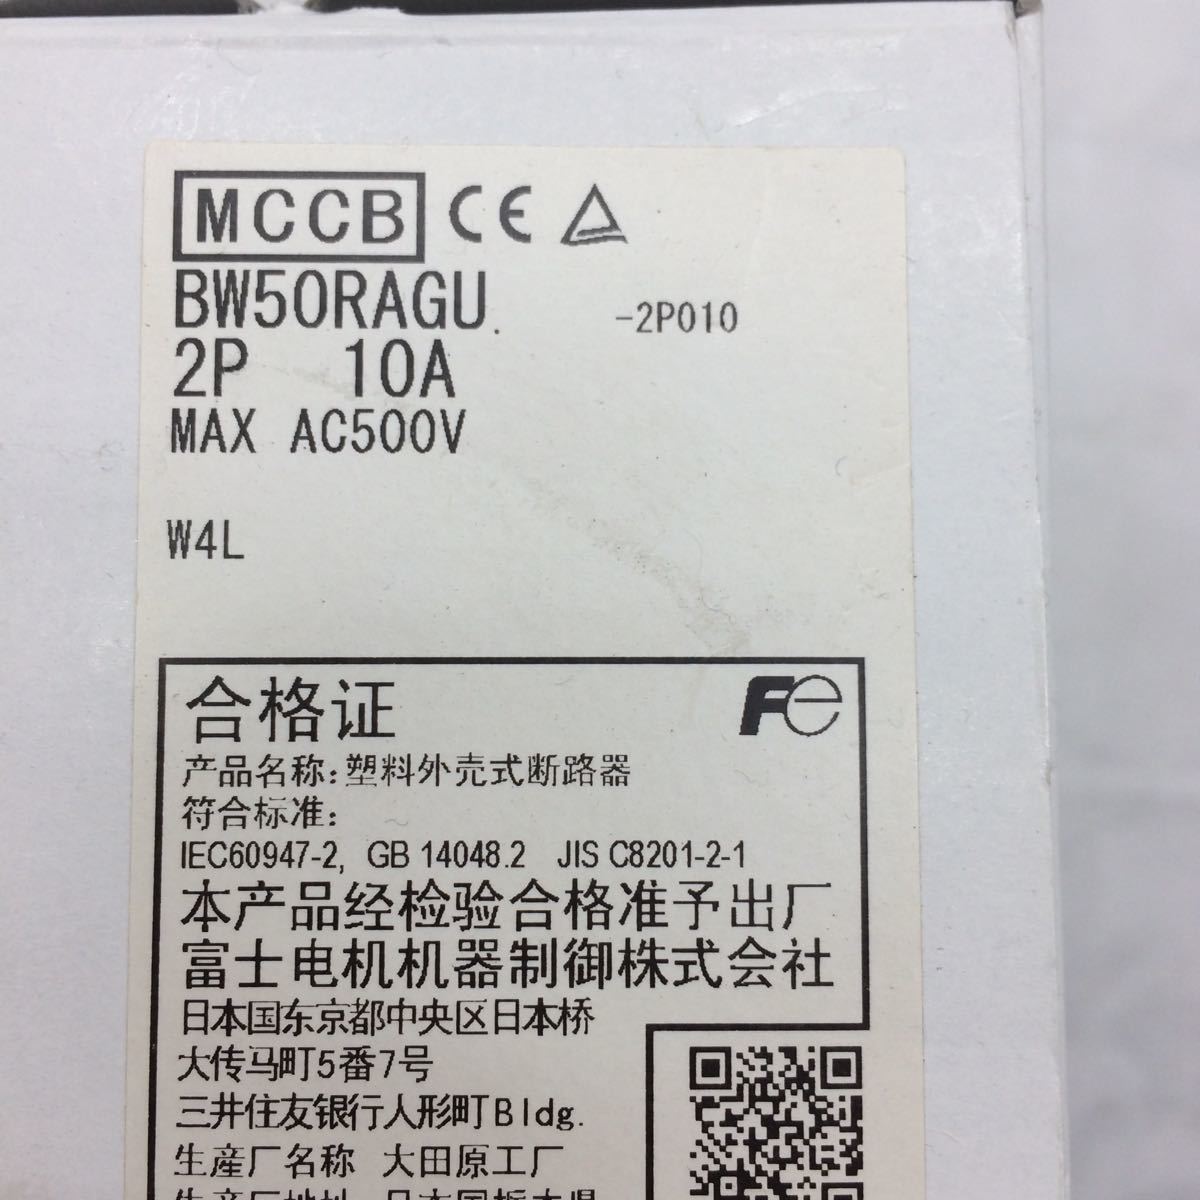 MCCB CE
BW50RAGU. -2P010
2P 10A
MAX AC500V
W4L
合格证 Fe
产品名称:塑料外壳式断路器
符合标准:
IEC60947-2, GB 14048.2 JIS C8201-2-1
本产品经检验合格准予出厂
富士电机机器制御株式会社
日本国东京都中央区日本桥
大传马町5番7号
三井住友银行人形町Bldg.
生産厂名称 大田原工厂